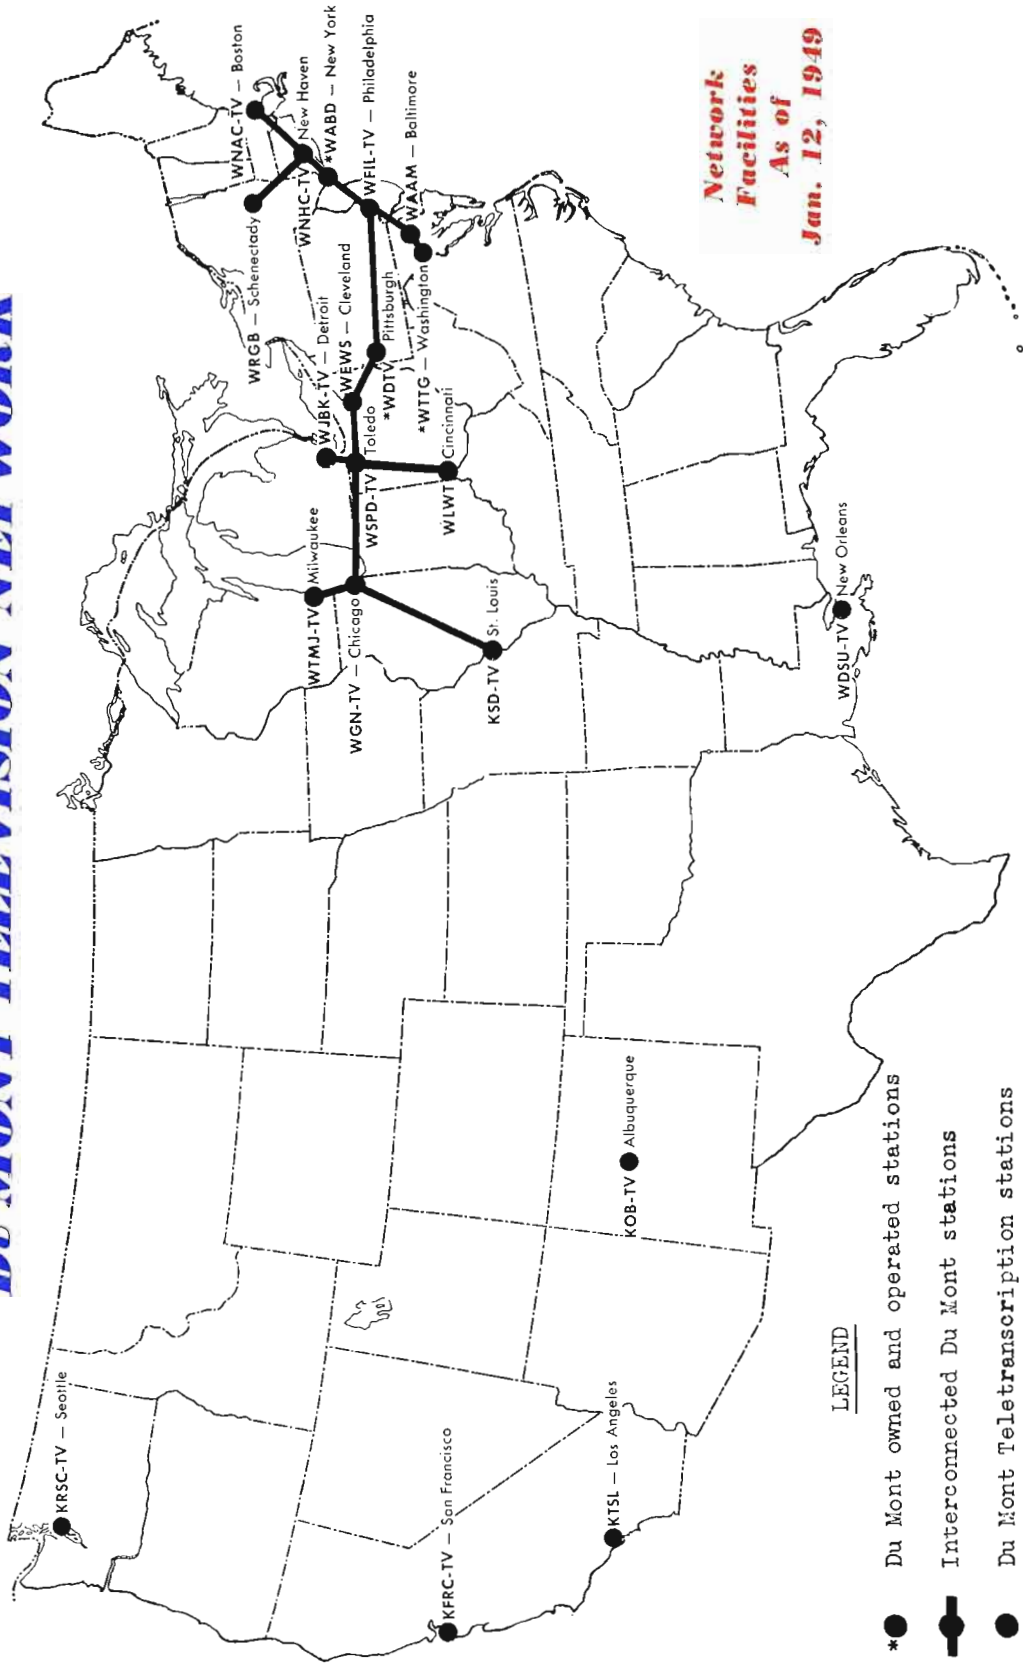 DU MONT TELEVISION NETWORK
Network
Facilities
As of
Jan. 12, 1949
KRSC-TV — Seattle
KFRC-TV — San Francisco
KTSL — Los Angeles
KOB-TV Albuquerque
WDSU-TV New Orleans
KSD-TV St. Louis
WGN-TV — Chicago
WTMJ-TV Milwaukee
WSPD-TV Toledo
WLWT Cincinnati
WJBK-TV — Detroit
WEWS — Cleveland
*WDTV Pittsburgh
*WTTG — Washington
WRGB — Schenectady
WNHC-TV New Haven
WNAC-TV — Boston
*WABD — New York
WFIL-TV — Philadelphia
WAAM — Baltimore
LEGEND
* Du Mont owned and operated stations
Interconnected Du Mont stations
Du Mont Teletranscription stations